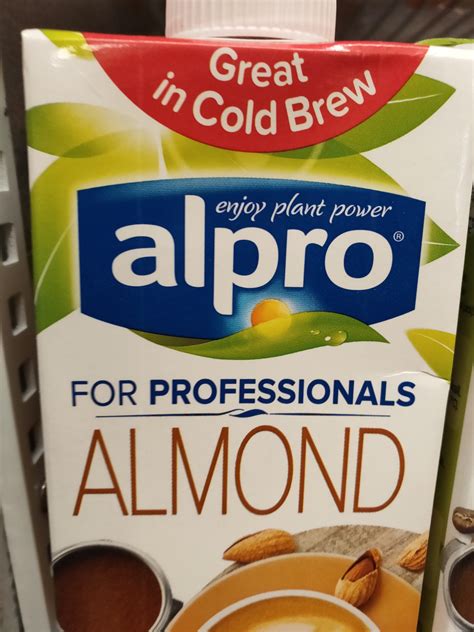 Great
in Cold Brew
enjoy plant power
alpro®
FOR PROFESSIONALS
ALMOND